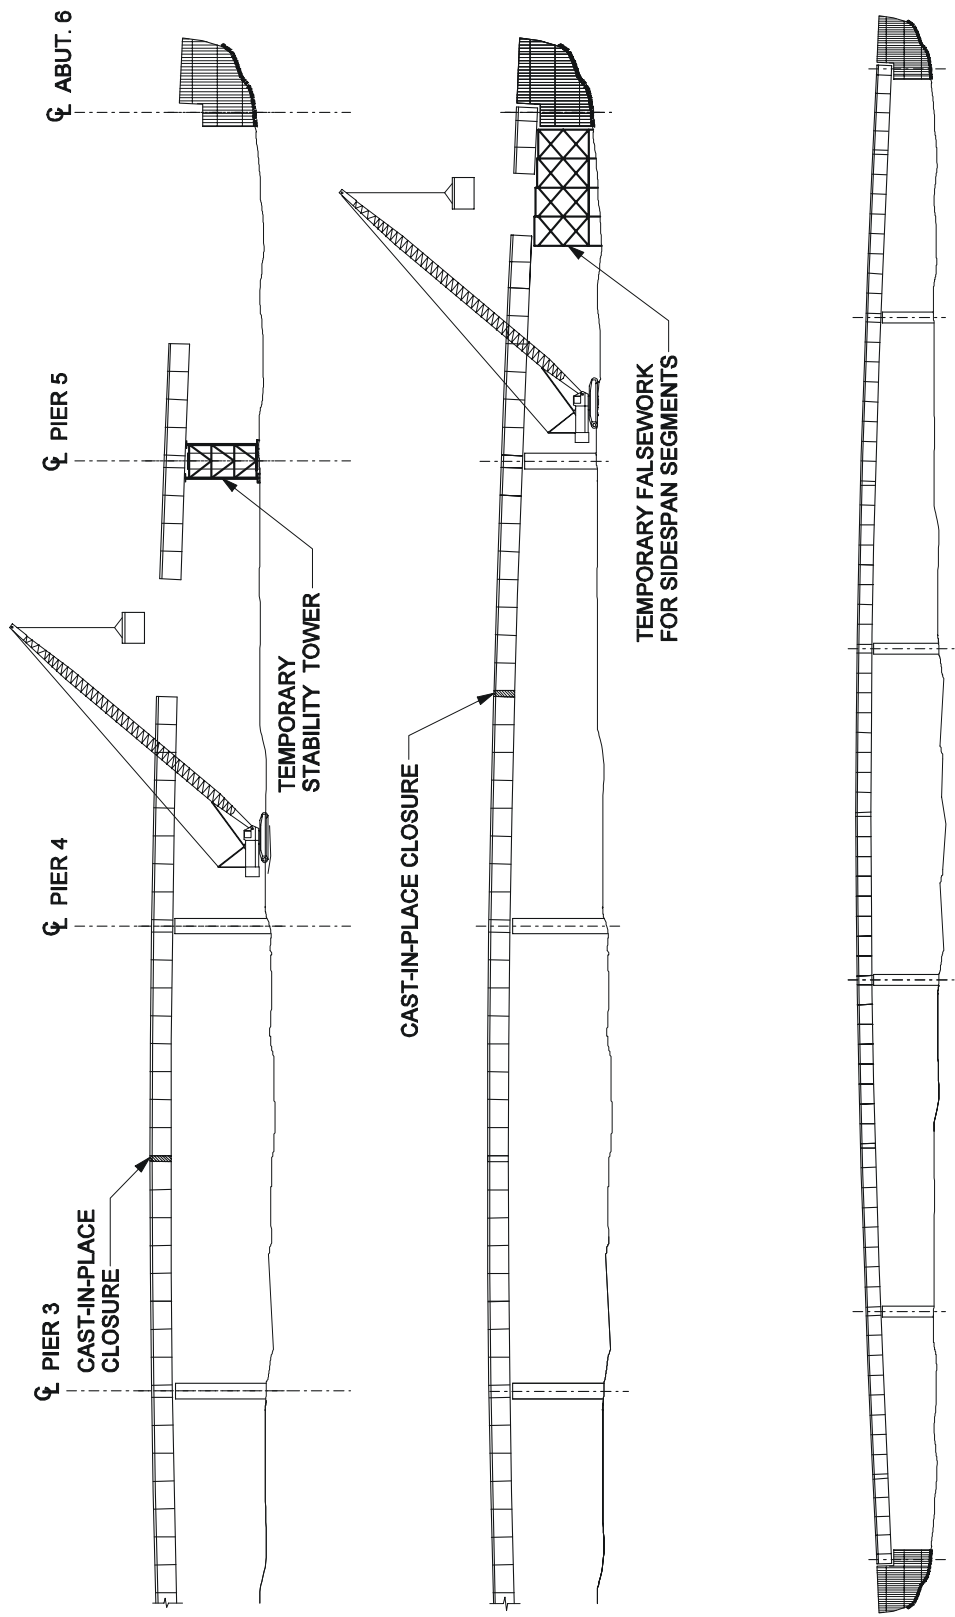 ℄ PIER 3
CAST-IN-PLACE
CLOSURE
℄ PIER 4
TEMPORARY
STABILITY TOWER
℄ PIER 5
℄ ABUT. 6
CAST-IN-PLACE CLOSURE
TEMPORARY FALSEWORK
FOR SIDESPAN SEGMENTS